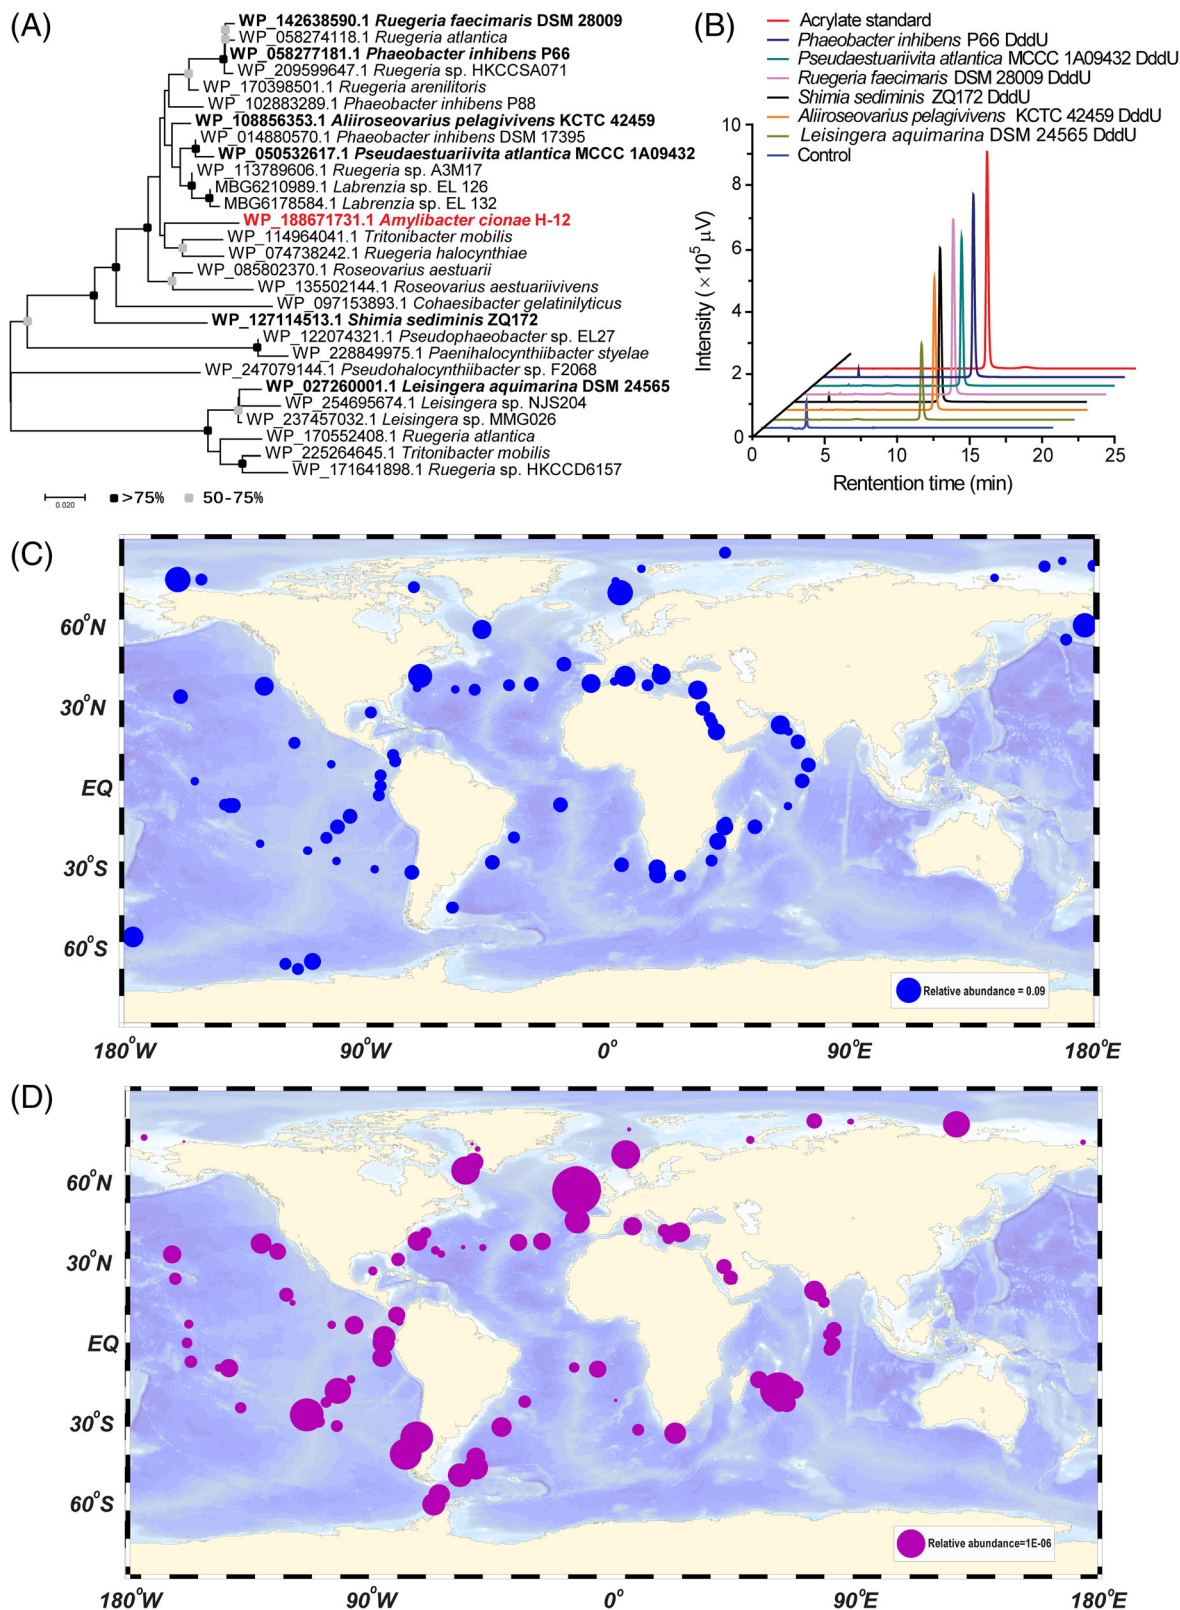 (A)
WP_142638590.1 Ruegeria faecimaris DSM 28009
WP_058274118.1 Ruegeria atlantica
WP_058277181.1 Phaeobacter inhibens P66
WP_209599647.1 Ruegeria sp. HKCCSA071
WP_170398501.1 Ruegeria arenilitoris
WP_102883289.1 Phaeobacter inhibens P88
WP_108856353.1 Aliiroseovarius pelagivivens KCTC 42459
WP_014880570.1 Phaeobacter inhibens DSM 17395
WP_050532617.1 Pseudaestuariivita atlantica MCCC 1A09432
WP_113789606.1 Ruegeria sp. A3M17
MBG6210989.1 Labrenzia sp. EL 126
MBG6178584.1 Labrenzia sp. EL 132
WP_188671731.1 Amylibacter cionae H-12
WP_114964041.1 Tritonibacter mobilis
WP_074738242.1 Ruegeria halocynthiae
WP_085802370.1 Roseovarius aestuarii
WP_135502144.1 Roseovarius aestuariivivens
WP_097153893.1 Cohaesibacter gelatinilyticus
WP_127114513.1 Shimia sediminis ZQ172
WP_122074321.1 Pseudophaeobacter sp. EL27
WP_228849975.1 Paenihalocynthiibacter styelae
WP_247079144.1 Pseudohalocynthiibacter sp. F2068
WP_027260001.1 Leisingera aquimarina DSM 24565
WP_254695674.1 Leisingera sp. NJS204
WP_237457032.1 Leisingera sp. MMG026
WP_170552408.1 Ruegeria atlantica
WP_225264645.1 Tritonibacter mobilis
WP_171641898.1 Ruegeria sp. HKCCD6157
0.020
>75%
50-75%
(B)
Acrylate standard
Phaeobacter inhibens P66 DddU
Pseudaestuariivita atlantica MCCC 1A09432 DddU
Ruegeria faecimaris DSM 28009 DddU
Shimia sediminis ZQ172 DddU
Aliiroseovarius pelagivivens KCTC 42459 DddU
Leisingera aquimarina DSM 24565 DddU
Control
Intensity (×10⁵ μV)
10
8
6
4
2
0
0 5 10 15 20 25
Rentention time (min)
(C)
60°N
30°N
EQ
30°S
60°S
Relative abundance = 0.09
180°W 90°W 0° 90°E 180°E
(D)
60°N
30°N
EQ
30°S
60°S
Relative abundance=1E-06
180°W 90°W 0° 90°E 180°E